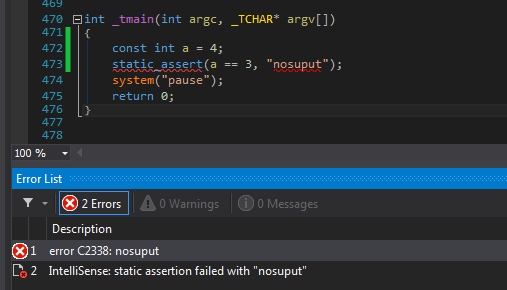 469
470 int _tmain(int argc, _TCHAR* argv[])
471 {
472 const int a = 4;
473 static_assert(a == 3, "nosuput");
474 system("pause");
475 return 0;
476 }
477
478
100 %
Error List
2 Errors 0 Warnings 0 Messages
Description
1 error C2338: nosuput
2 IntelliSense: static assertion failed with "nosuput"